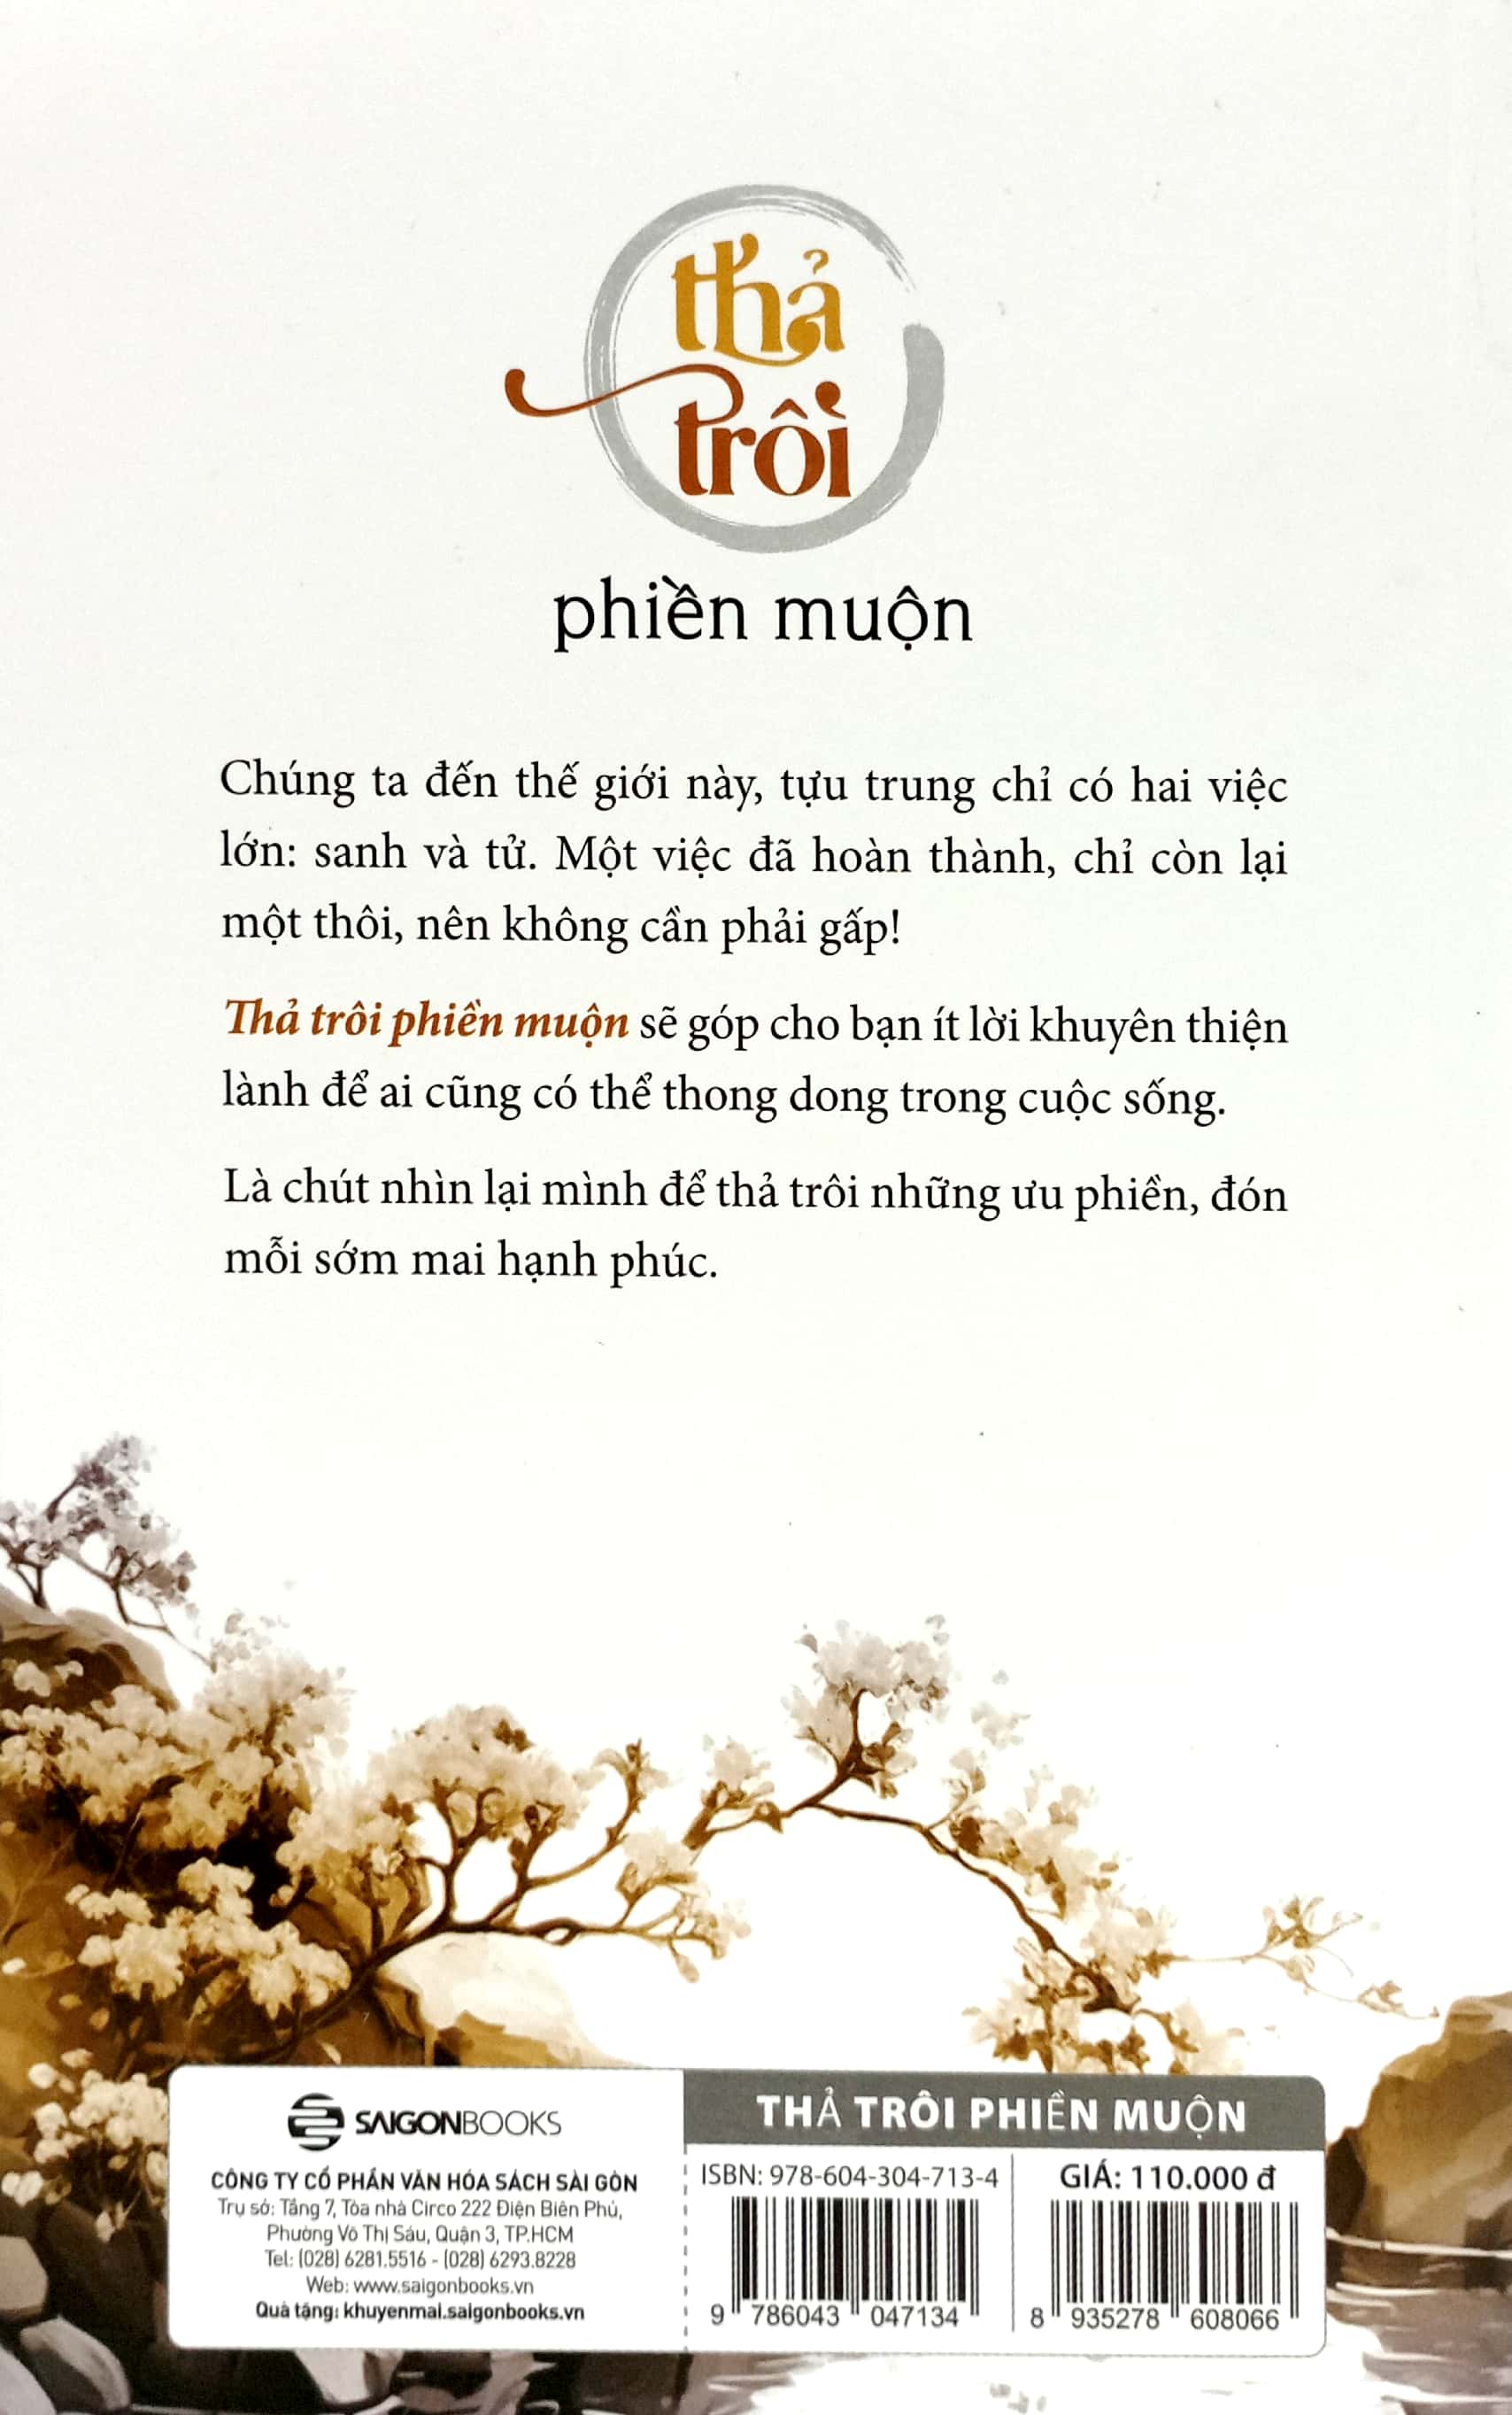 thả
trôi
phiền muộn
Chúng ta đến thế giới này, tựu trung chỉ có hai việc
lớn: sanh và tử. Một việc đã hoàn thành, chỉ còn lại
một thôi, nên không cần phải gấp!
Thả trôi phiền muộn sẽ góp cho bạn ít lời khuyên thiện
lành để ai cũng có thể thong dong trong cuộc sống.
Là chút nhìn lại mình để thả trôi những ưu phiền, đón
mỗi sớm mai hạnh phúc.
SAIGONBOOKS
CÔNG TY CỔ PHẦN VĂN HÓA SÁCH SÀI GÒN
Trụ sở: Tầng 7, Tòa nhà Circo 222 Điện Biên Phủ,
Phường Võ Thị Sáu, Quận 3, TP.HCM
Tel: (028) 6281.5516 - (028) 6293.8228
Web: www.saigonbooks.vn
Quà tặng: khuyenmai.saigonbooks.vn
THẢ TRÔI PHIỀN MUỘN
ISBN: 978-604-304-713-4
9 786043 047134
GIÁ: 110.000 đ
8 935278 608066